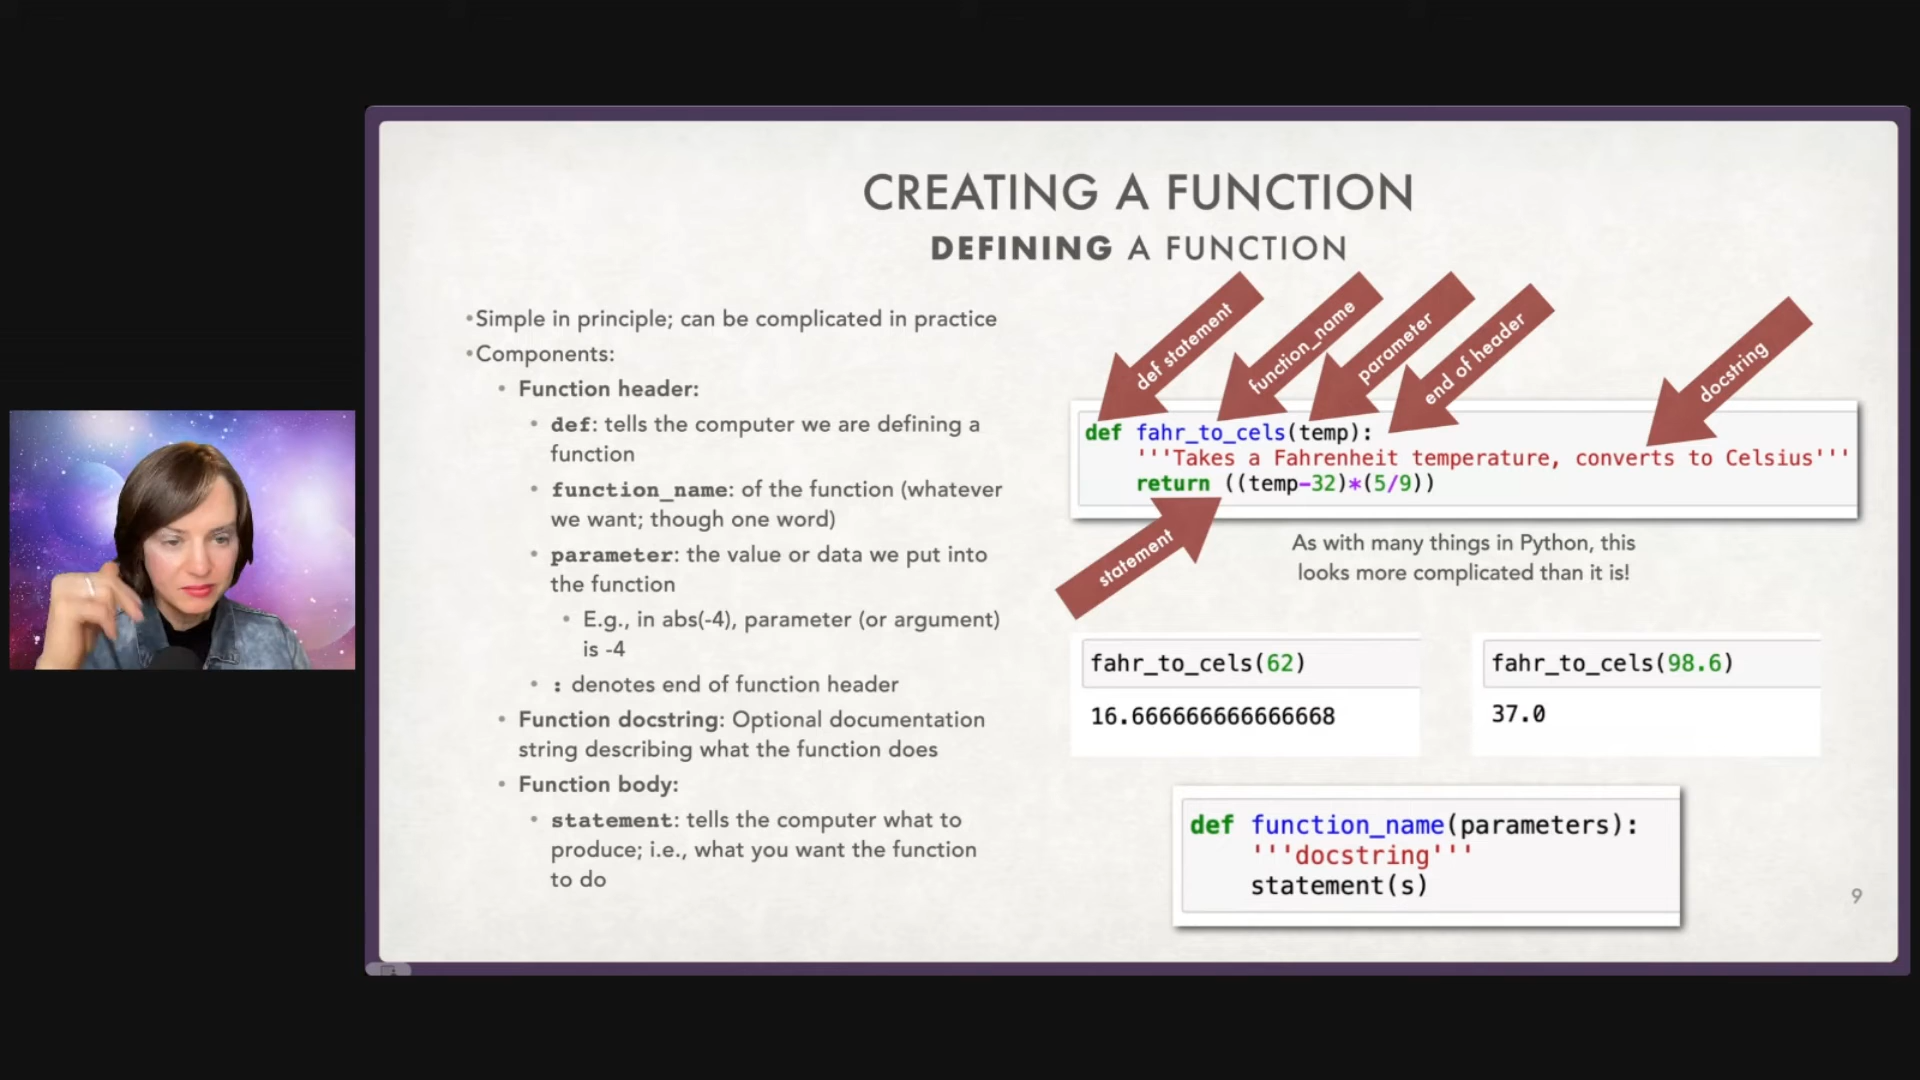 CREATING A FUNCTION
DEFINING A FUNCTION
•Simple in principle; can be complicated in practice
•Components:
• Function header:
• def: tells the computer we are defining a
function
• function_name: of the function (whatever
we want; though one word)
• parameter: the value or data we put into
the function
• E.g., in abs(-4), parameter (or argument)
is -4
• : denotes end of function header
• Function docstring: Optional documentation
string describing what the function does
• Function body:
• statement: tells the computer what to
produce; i.e., what you want the function
to do
def statement
function_name
parameter
end of header
docstring
def fahr_to_cels(temp):
'''Takes a Fahrenheit temperature, converts to Celsius'''
return ((temp-32)*(5/9))
statement
As with many things in Python, this
looks more complicated than it is!
fahr_to_cels(62)
16.666666666666668
fahr_to_cels(98.6)
37.0
def function_name(parameters):
'''docstring'''
statement(s)
9